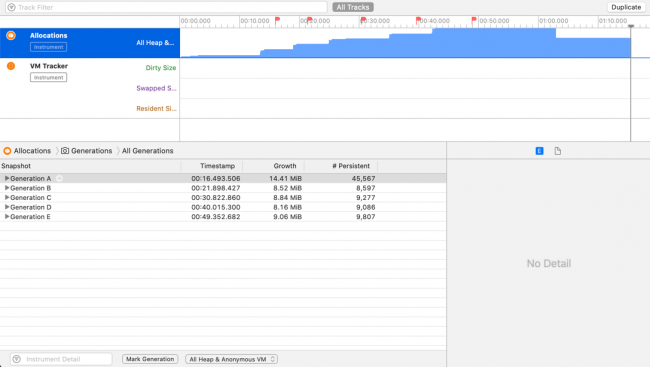 Track Filter All Tracks Duplicate
00:00.000 00:10.000 00:20.000 00:30.000 00:40.000 00:50.000 01:00.000 01:10.000
Allocations
Instrument All Heap &...
VM Tracker Dirty Size
Instrument
Swapped S...
Resident Si...
Allocations Generations All Generations E
Snapshot Timestamp Growth # Persistent
Generation A 00:16.493.506 14.41 MiB 45,567
Generation B 00:21.898.427 8.52 MiB 8,597
Generation C 00:30.822.860 8.84 MiB 9,277
Generation D 00:40.015.300 8.16 MiB 9,086
Generation E 00:49.352.682 9.06 MiB 9,807
No Detail
Instrument Detail Mark Generation All Heap & Anonymous VM